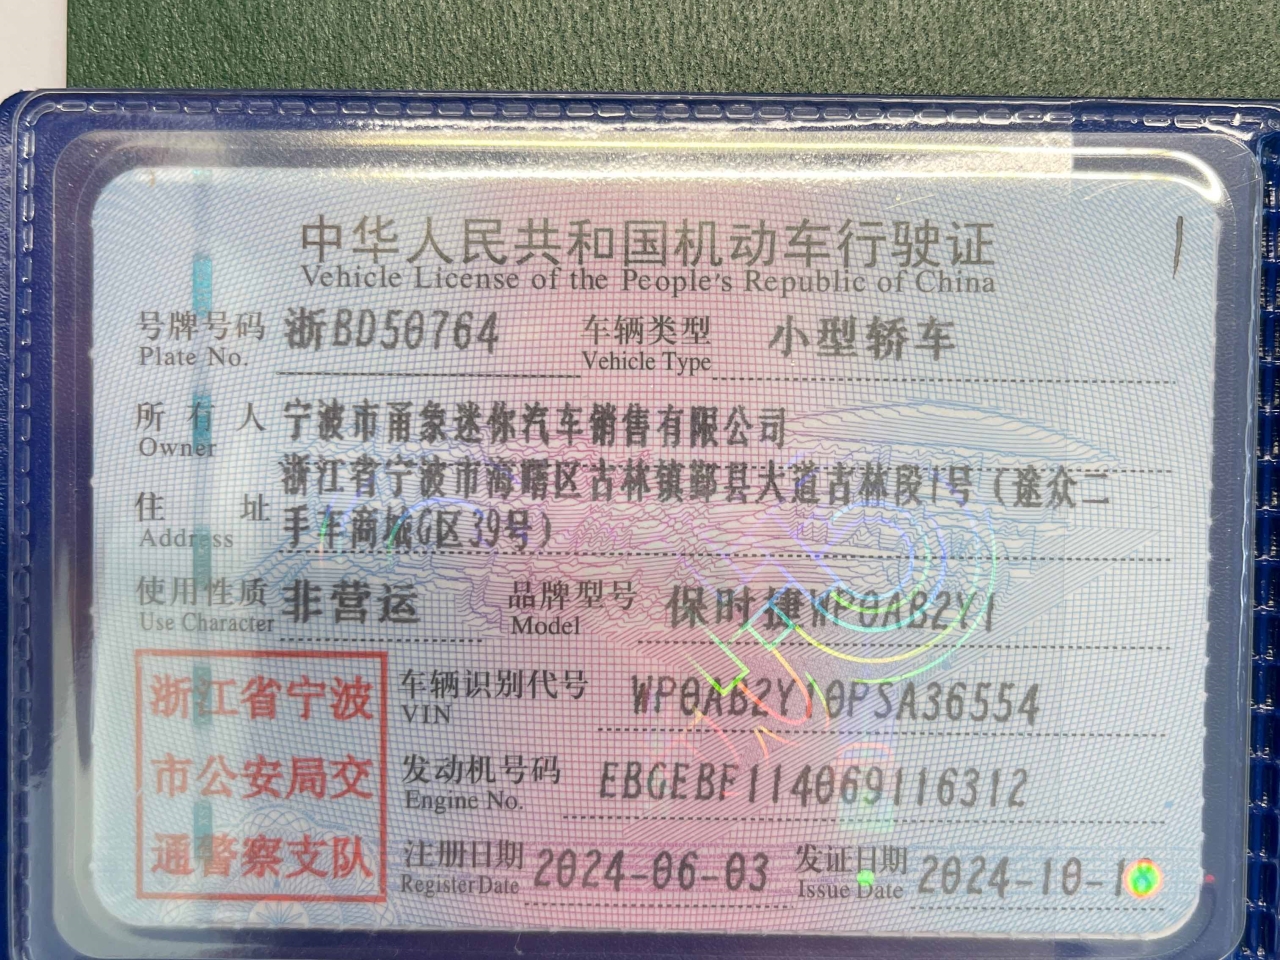 中华人民共和国机动车行驶证
Vehicle License of the People's Republic of China
号牌号码 浙BD50764 车辆类型 小型轿车
Plate No. Vehicle Type
所有人 宁波市甬象迷你汽车销售有限公司
Owner
住址 浙江省宁波市海曙区古林镇鄞县大道古林段1号（途众二
Address 手车商城G区39号）
使用性质 非营运 品牌型号 保时捷WP0AB2Y1
Use Character Model
浙江省宁波
市公安局交
通警察支队
车辆识别代号 WP0AB2Y10PSA36554
VIN
发动机号码 EBGEBF114069116312
Engine No.
注册日期 2024-06-03 发证日期 2024-10-18
Register Date Issue Date